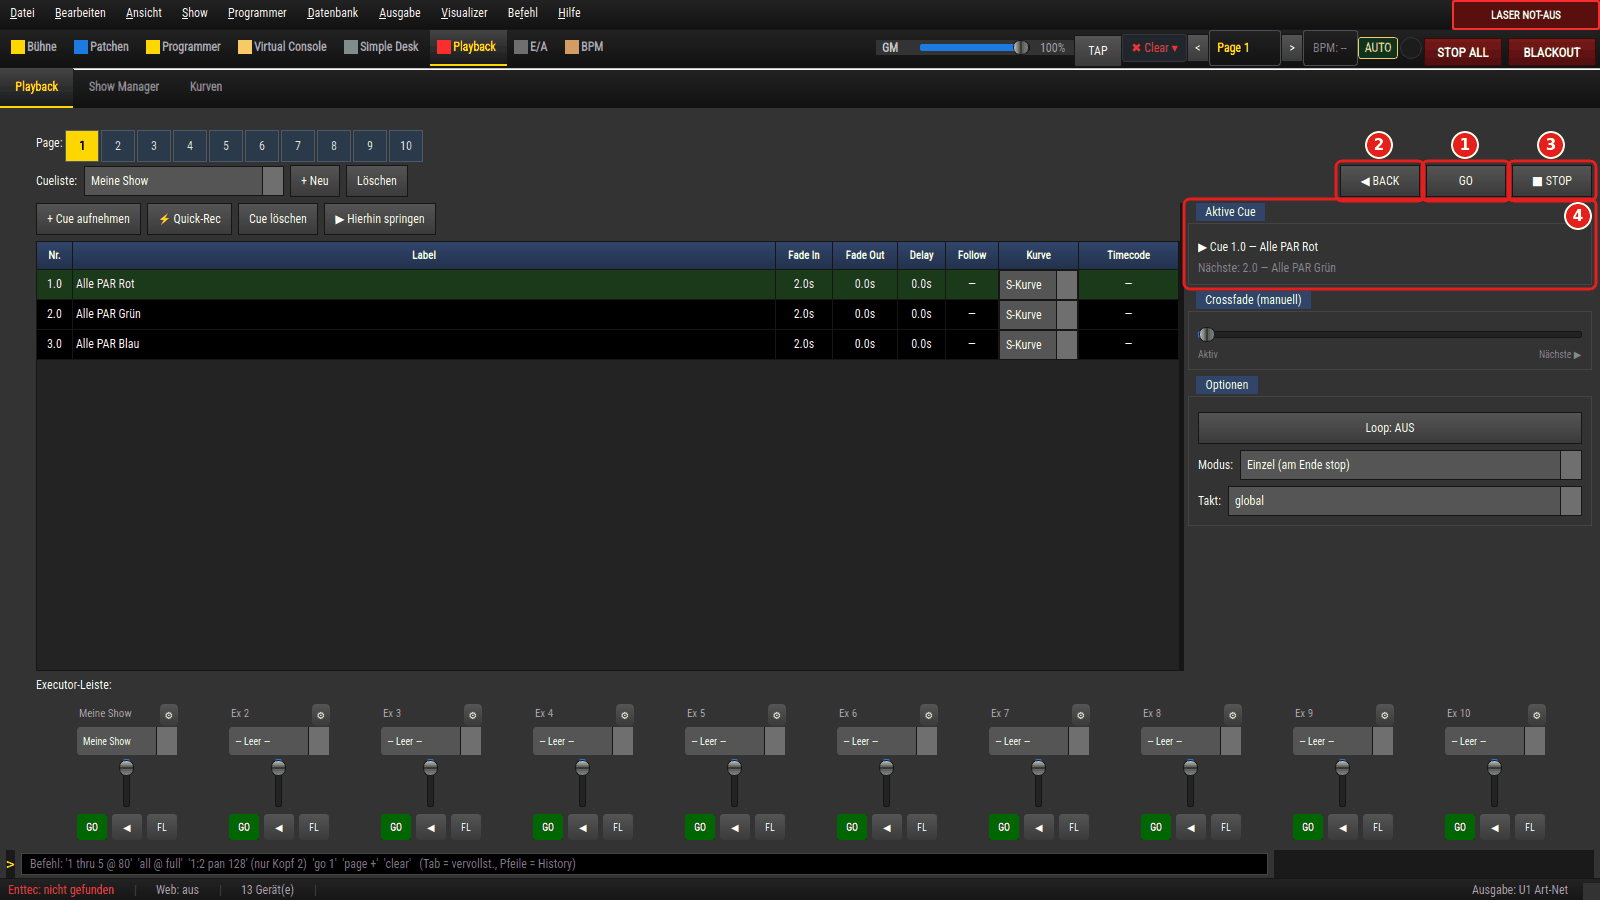 Datei Bearbeiten Ansicht Show Programmer Datenbank Ausgabe Visualizer Befehl Hilfe
LASER NOT-AUS
Bühne Patchen Programmer Virtual Console Simple Desk Playback E/A BPM
GM 100% TAP ✖ Clear ▾ < Page 1 > BPM: -- AUTO STOP ALL BLACKOUT
Playback Show Manager Kurven
Page: 1 2 3 4 5 6 7 8 9 10
2 1 3
Cueliste: Meine Show + Neu Löschen
◀ BACK GO ■ STOP
+ Cue aufnehmen ⚡ Quick-Rec Cue löschen ▶ Hierhin springen
Aktive Cue 4
Nr. Label Fade In Fade Out Delay Follow Kurve Timecode
▶ Cue 1.0 — Alle PAR Rot
Nächste: 2.0 — Alle PAR Grün
1.0 Alle PAR Rot 2.0s 0.0s 0.0s — S-Kurve —
2.0 Alle PAR Grün 2.0s 0.0s 0.0s — S-Kurve —
3.0 Alle PAR Blau 2.0s 0.0s 0.0s — S-Kurve —
Crossfade (manuell)
Aktiv Nächste ▶
Optionen
Loop: AUS
Modus: Einzel (am Ende stop)
Takt: global
Executor-Leiste:
Meine Show ⚙ Ex 2 ⚙ Ex 3 ⚙ Ex 4 ⚙ Ex 5 ⚙ Ex 6 ⚙ Ex 7 ⚙ Ex 8 ⚙ Ex 9 ⚙ Ex 10 ⚙
Meine Show -- Leer -- -- Leer -- -- Leer -- -- Leer -- -- Leer -- -- Leer -- -- Leer -- -- Leer -- -- Leer --
GO ◀ FL GO ◀ FL GO ◀ FL GO ◀ FL GO ◀ FL GO ◀ FL GO ◀ FL GO ◀ FL GO ◀ FL GO ◀ FL
> Befehl: '1 thru 5 @ 80' 'all @ full' '1:2 pan 128' (nur Kopf 2) 'go 1' 'page +' 'clear' (Tab = vervollst., Pfeile = History)
Enttec: nicht gefunden Web: aus 13 Gerät(e) Ausgabe: U1 Art-Net